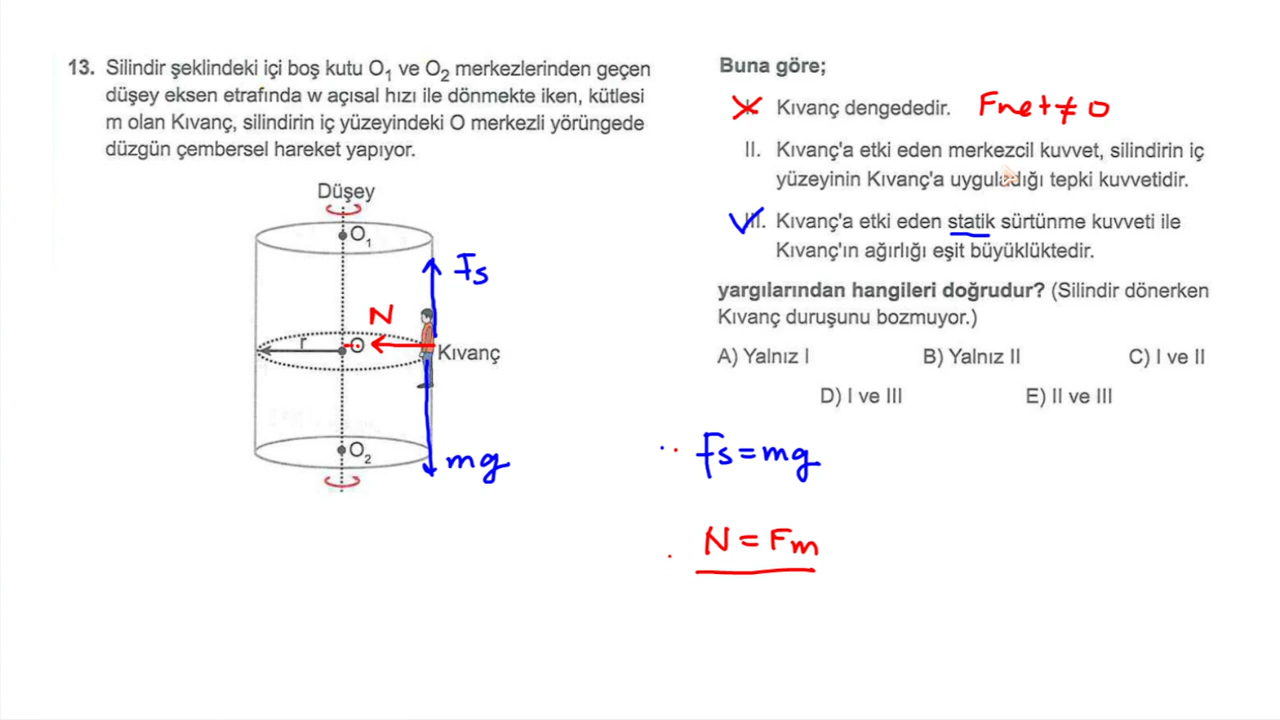 13. Silindir şeklindeki içi boş kutu O₁ ve O₂ merkezlerinden geçen
düşey eksen etrafında w açısal hızı ile dönmekte iken, kütlesi
m olan Kıvanç, silindirin iç yüzeyindeki O merkezli yörüngede
düzgün çembersel hareket yapıyor.
Düşey
O₁
Fs
N
r
O
Kıvanç
O₂
mg
Buna göre;
Kıvanç dengededir. Fnet ≠ 0
II. Kıvanç'a etki eden merkezcil kuvvet, silindirin iç
yüzeyinin Kıvanç'a uyguladığı tepki kuvvetidir.
III. Kıvanç'a etki eden statik sürtünme kuvveti ile
Kıvanç'ın ağırlığı eşit büyüklüktedir.
yargılarından hangileri doğrudur? (Silindir dönerken
Kıvanç duruşunu bozmuyor.)
A) Yalnız I B) Yalnız II C) I ve II
D) I ve III E) II ve III
Fs = mg
N = Fm